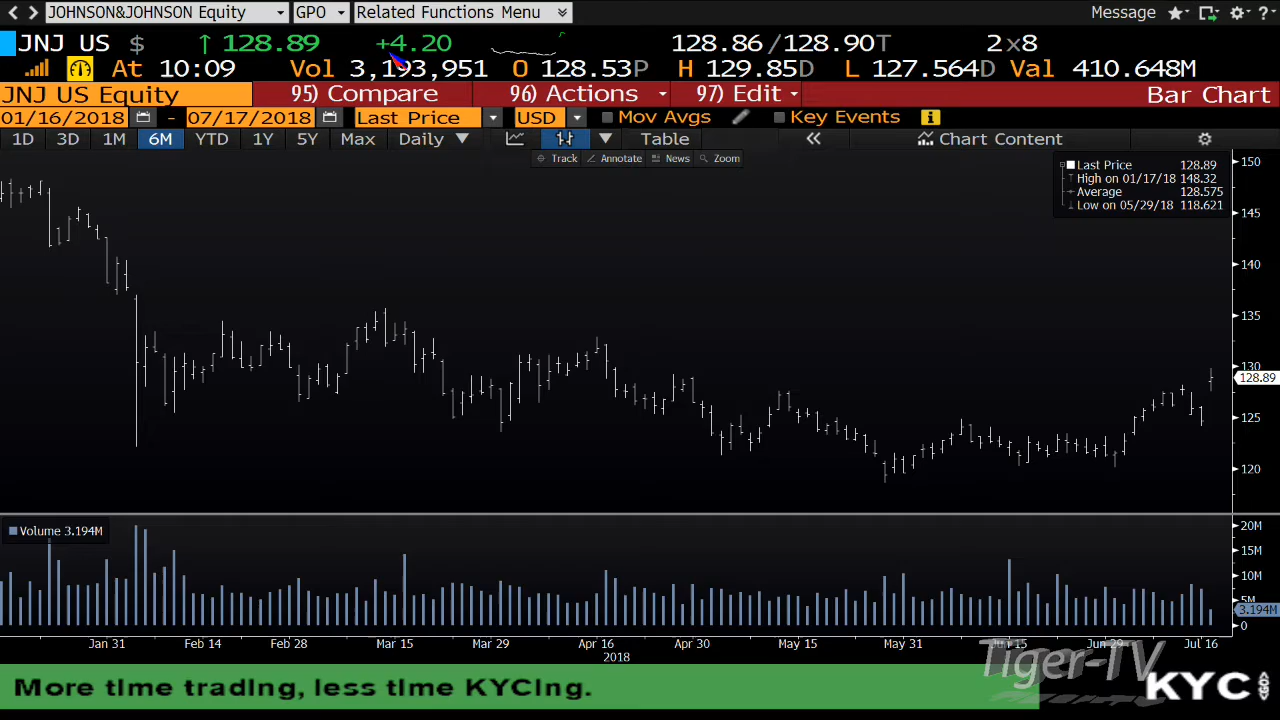 JOHNSON&JOHNSON Equity GPO Related Functions Menu Message ?
JNJ US $ ↑ 128.89 +4.20 128.86/128.90T 2x8
At 10:09 Vol 3,193,951 O 128.53P H 129.85D L 127.564D Val 410.648M
JNJ US Equity 95) Compare 96) Actions 97) Edit Bar Chart
01/16/2018 - 07/17/2018 Last Price USD Mov Avgs Key Events i
1D 3D 1M 6M YTD 1Y 5Y Max Daily Table « Chart Content
Track Annotate News Zoom
Last Price 128.89
High on 01/17/18 148.32
Average 128.575
Low on 05/29/18 118.621
150
145
140
135
130
128.89
125
120
Volume 3.194M
20M
15M
10M
5M
3.194M
0
Jan 31 Feb 14 Feb 28 Mar 15 Mar 29 Apr 16 Apr 30 May 15 May 31 Jun 15 Jun 29 Jul 16
2018
Tiger-TV
More time trading, less time KYCing.
KYC GO